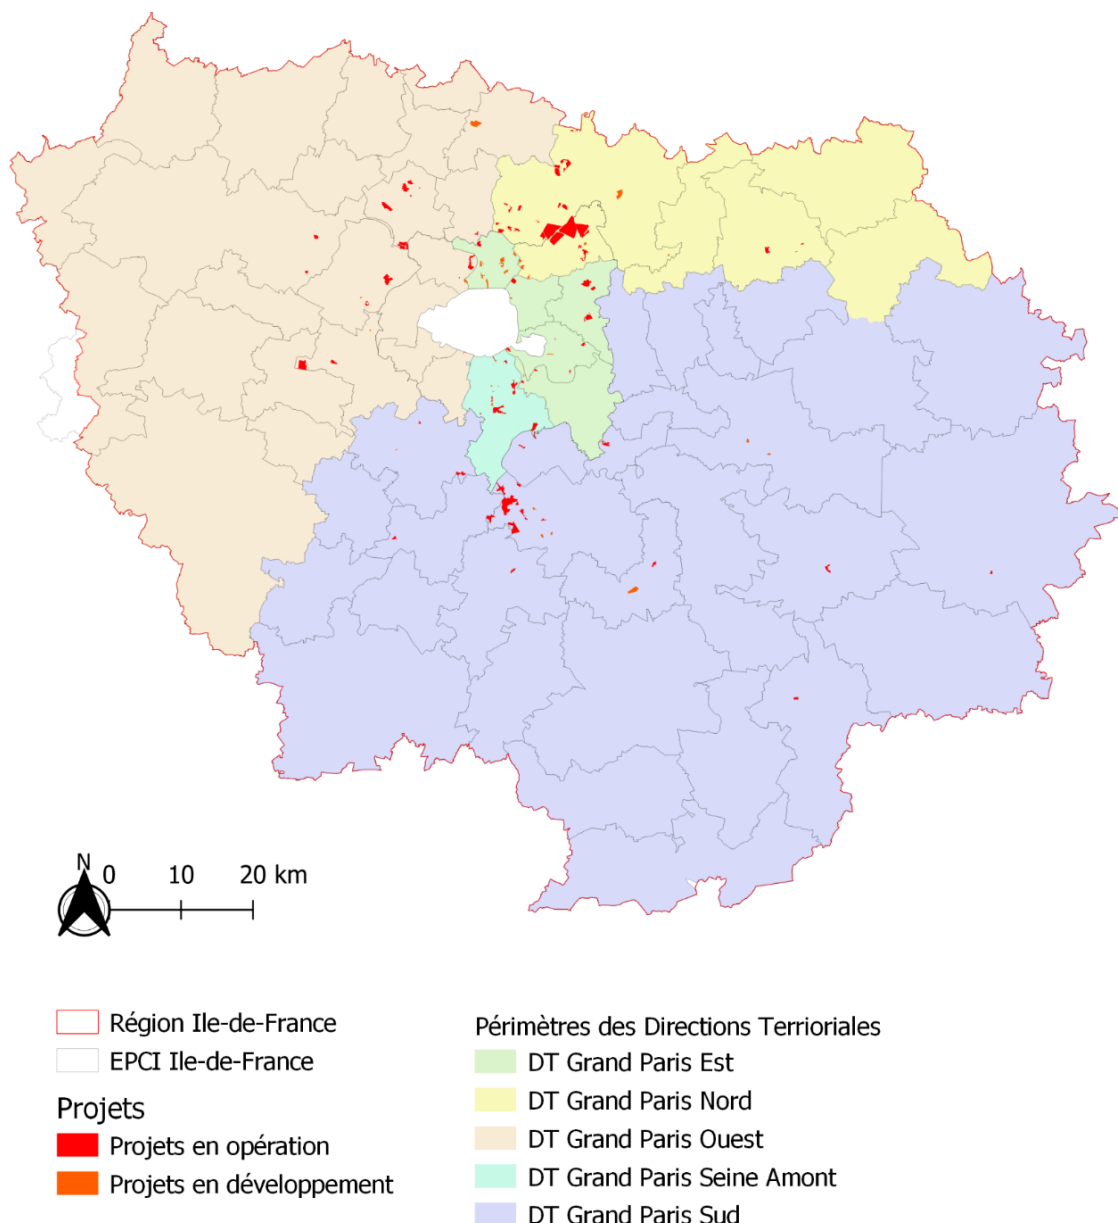 N
0 10 20 km
Région Ile-de-France
EPCI Ile-de-France
Projets
Projets en opération
Projets en développement
Périmètres des Directions Terrioriales
DT Grand Paris Est
DT Grand Paris Nord
DT Grand Paris Ouest
DT Grand Paris Seine Amont
DT Grand Paris Sud